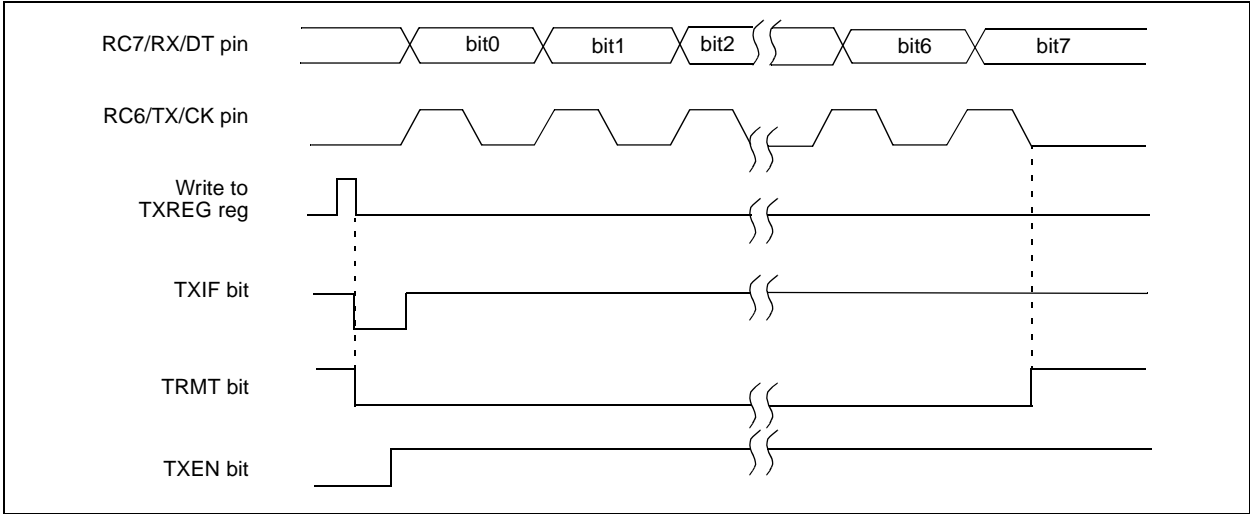 RC7/RX/DT pin
bit0
bit1
bit2
bit6
bit7
RC6/TX/CK pin
Write to
TXREG reg
TXIF bit
TRMT bit
TXEN bit